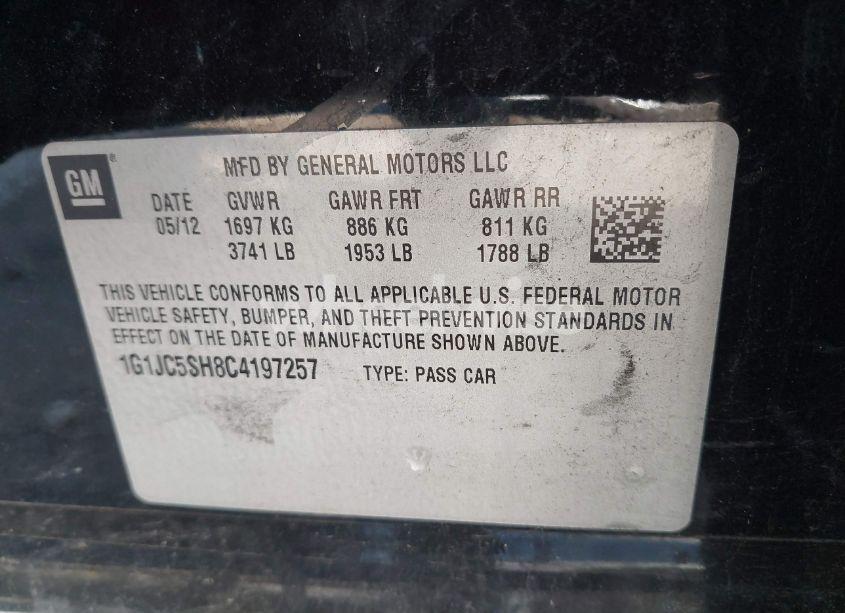 GM®
MFD BY GENERAL MOTORS LLC
DATE GVWR GAWR FRT GAWR RR
05/12 1697 KG 886 KG 811 KG
3741 LB 1953 LB 1788 LB
THIS VEHICLE CONFORMS TO ALL APPLICABLE U.S. FEDERAL MOTOR
VEHICLE SAFETY, BUMPER, AND THEFT PREVENTION STANDARDS IN
EFFECT ON THE DATE OF MANUFACTURE SHOWN ABOVE.
1G1JC5SH8C4197257 TYPE: PASS CAR